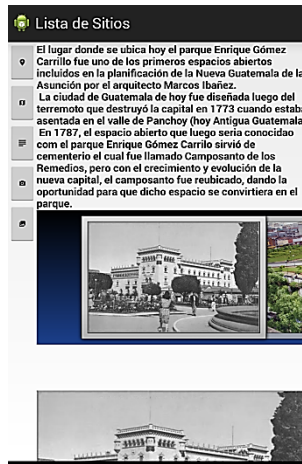 Lista de Sitios
El lugar donde se ubica hoy el parque Enrique Gómez
Carrillo fue uno de los primeros espacios abiertos
incluidos en la planificación de la Nueva Guatemala de la
Asunción por el arquitecto Marcos Ibañez.
La ciudad de Guatemala de hoy fue diseñada luego del
terremoto que destruyó la capital en 1773 cuando estab
asentada en el valle de Panchoy (hoy Antigua Guatemala
En 1787, el espacio abierto que luego seria conocidao
com el parque Enrique Gómez Carrilo sirvió de
cementerio el cual fue llamado Camposanto de los
Remedios, pero con el crecimiento y evolución de la
nueva capital, el camposanto fue reubicado, dando la
oportunidad para que dicho espacio se convirtiera en el
parque.